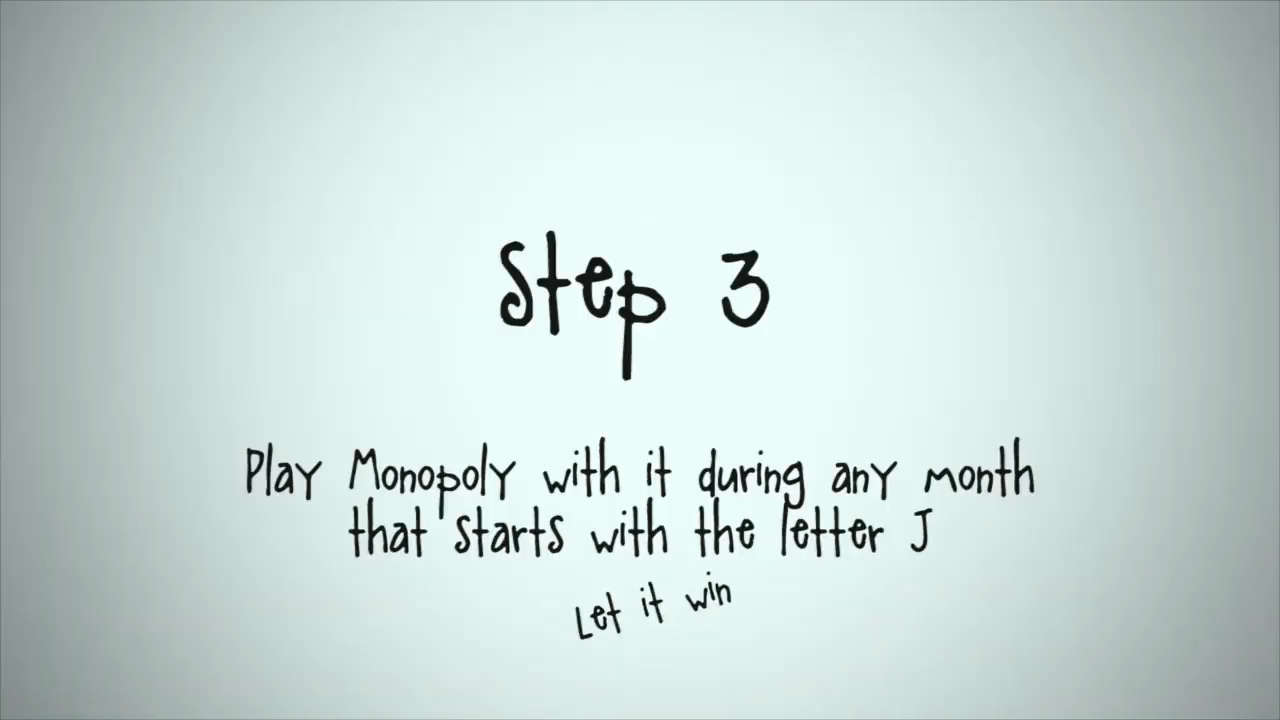 Step 3
Play Monopoly with it during any month
that starts with the letter J
Let it win